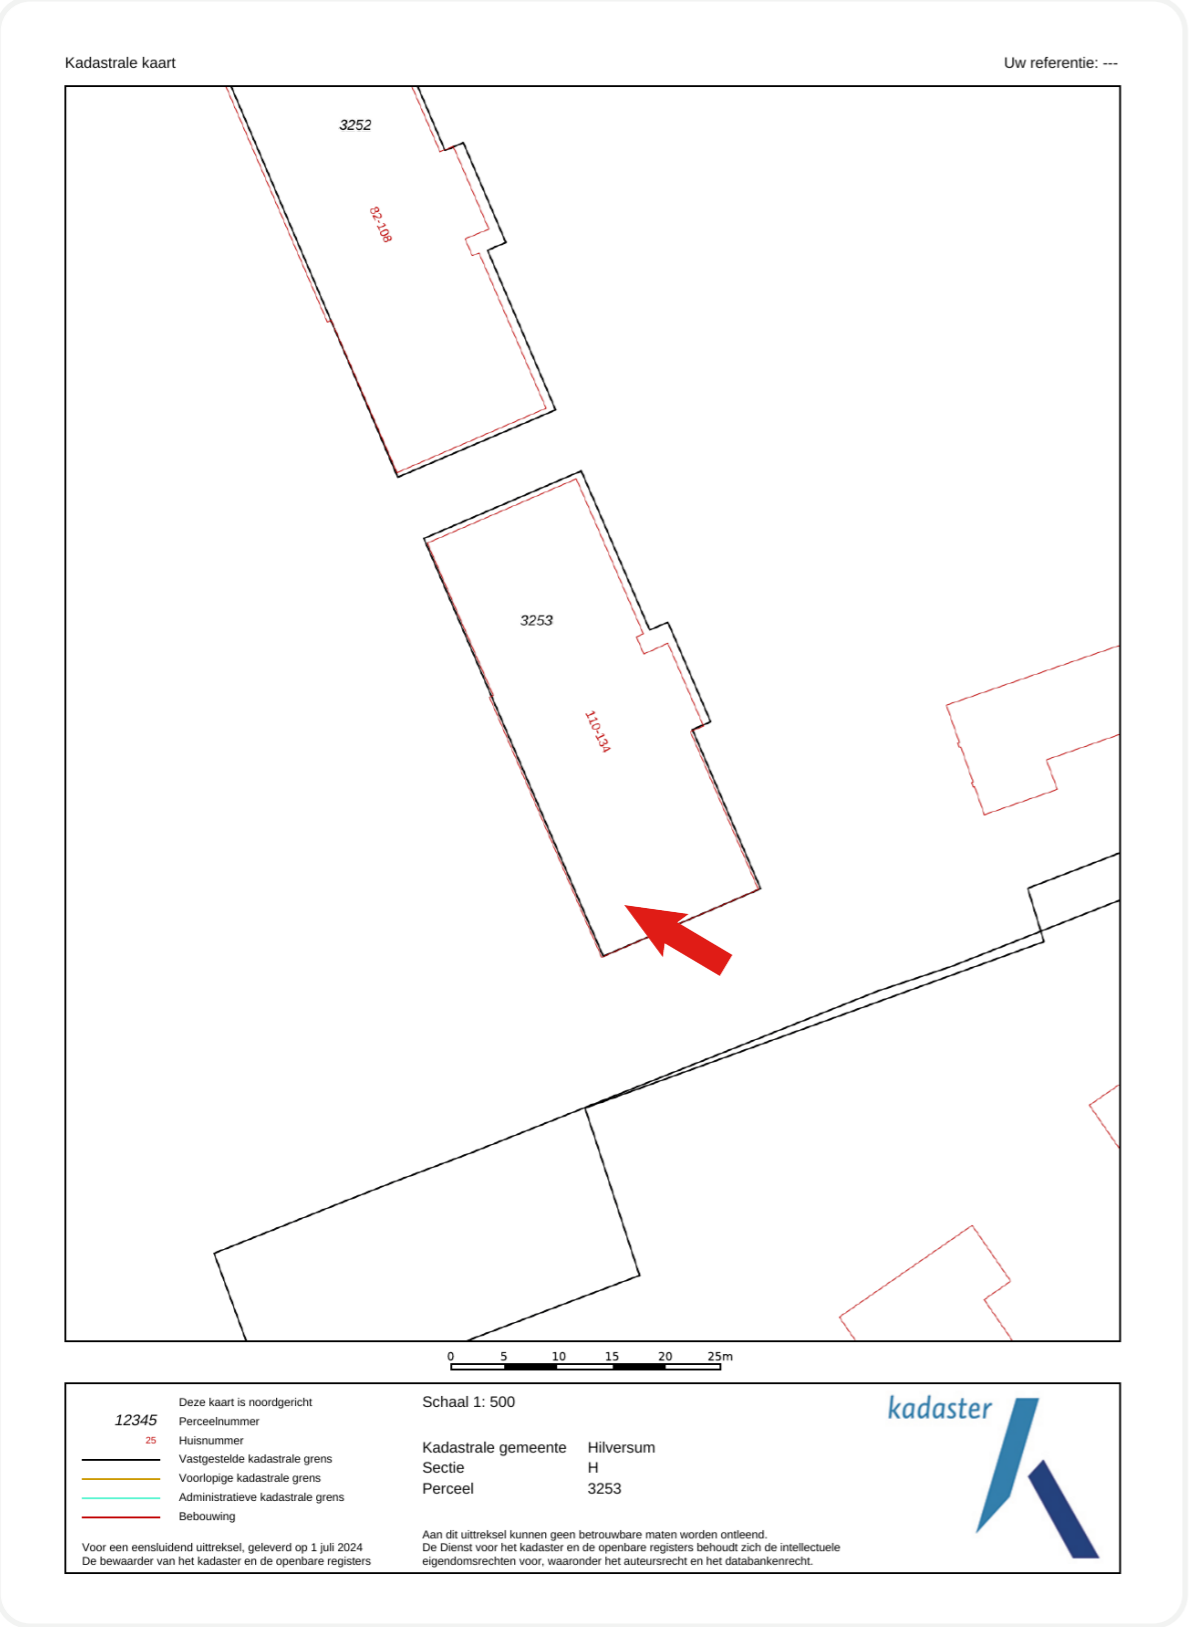 Kadastrale kaart
Uw referentie: ---
3252
82-108
3253
110-134
0 5 10 15 20 25m
Deze kaart is noordgericht
12345 Perceelnummer
25 Huisnummer
Vastgestelde kadastrale grens
Voorlopige kadastrale grens
Administratieve kadastrale grens
Bebouwing
Voor een eensluidend uittreksel, geleverd op 1 juli 2024
De bewaarder van het kadaster en de openbare registers
Schaal 1: 500
Kadastrale gemeente Hilversum
Sectie H
Perceel 3253
Aan dit uittreksel kunnen geen betrouwbare maten worden ontleend.
De Dienst voor het kadaster en de openbare registers behoudt zich de intellectuele
eigendomsrechten voor, waaronder het auteursrecht en het databankenrecht.
kadaster